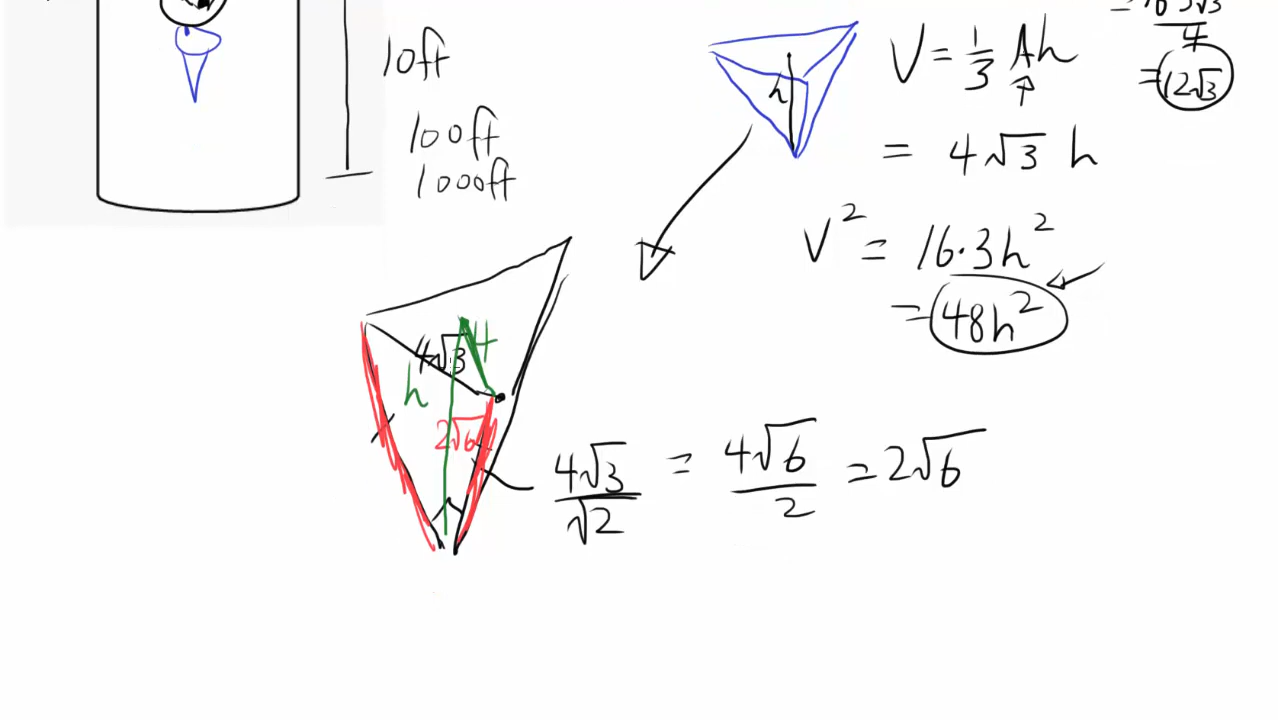 10ft
100ft
1000ft
h
V = 1/3 Ah
= 4√3 h
V² = 16·3h²
= 48h²
4
= 12√3
4√3
4
h
2√6
4√3/√2 = 4√6/2 = 2√6